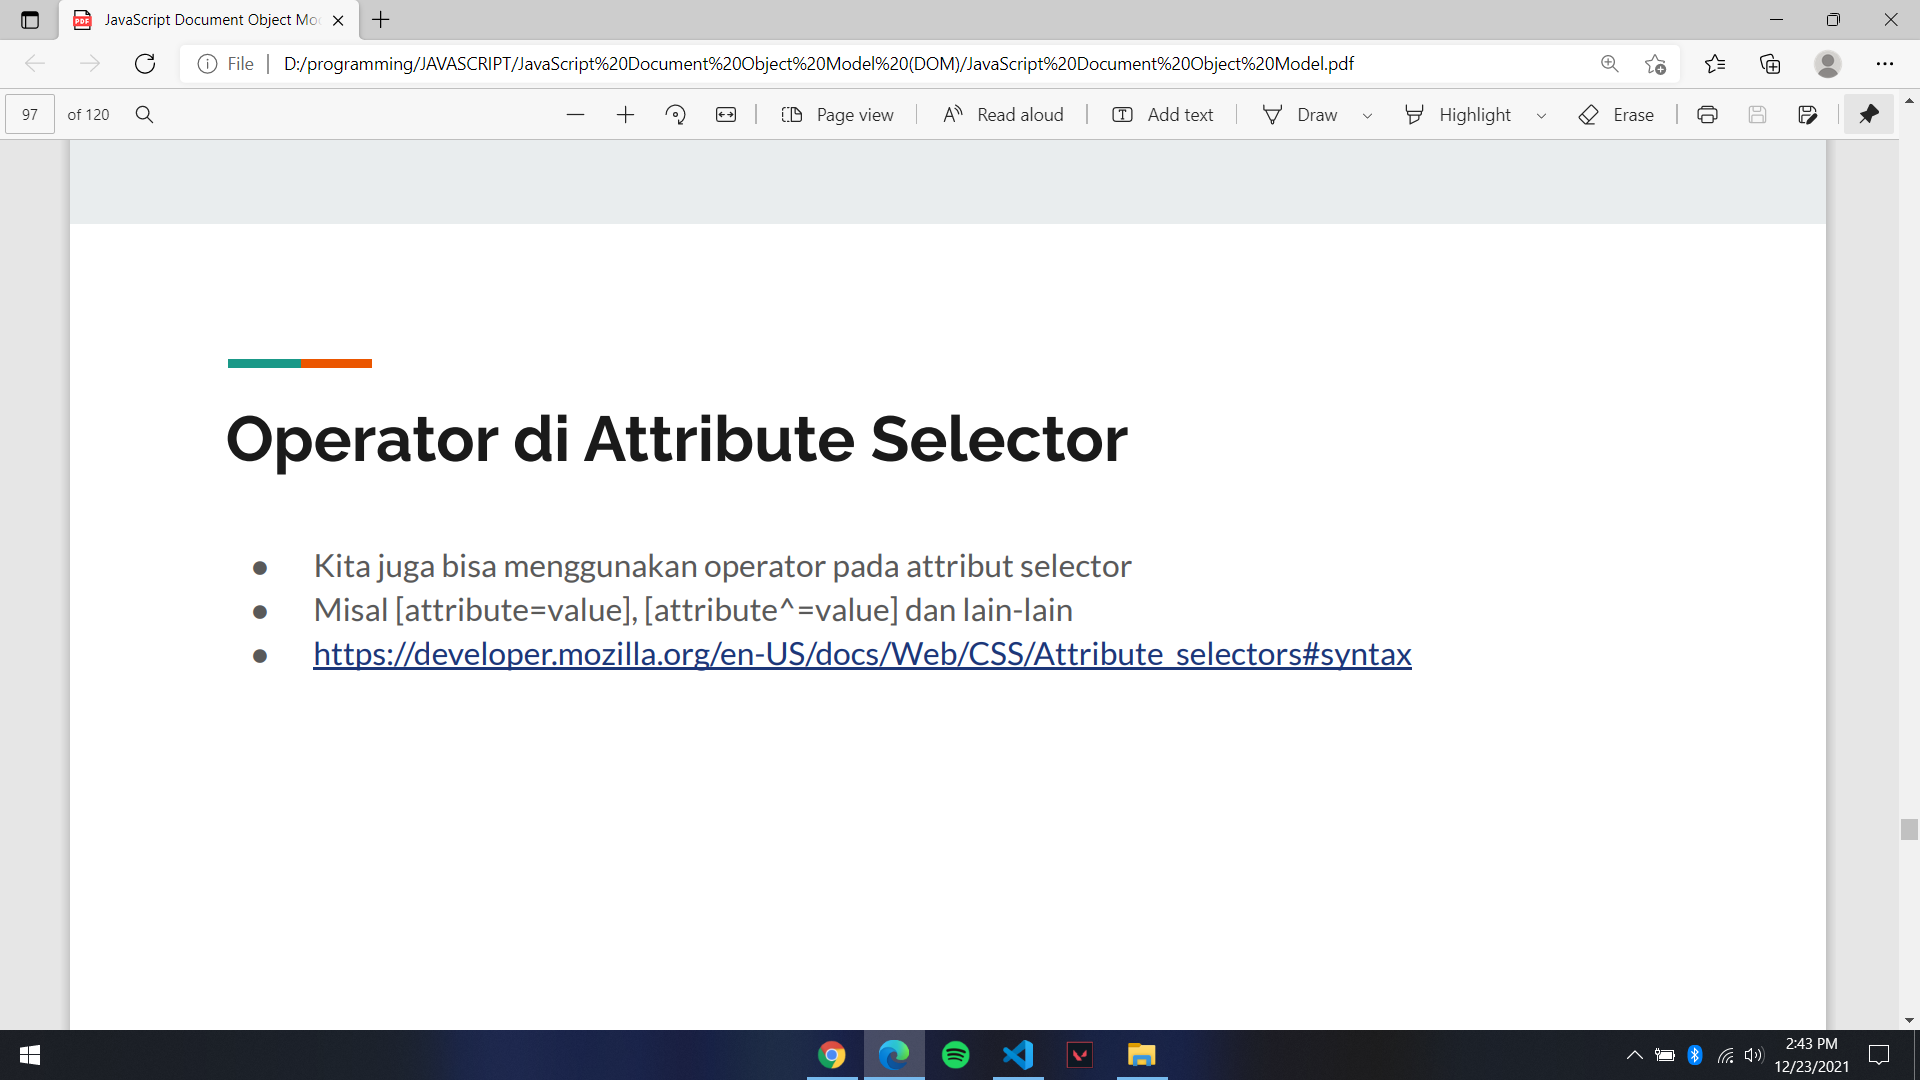 JavaScript Document Object Mo
File
D:/programming/JAVASCRIPT/JavaScript%20Document%20Object%20Model%20(DOM)/JavaScript%20Document%20Object%20Model.pdf
97 of 120
Page view
Read aloud
Add text
Draw
Highlight
Erase
Operator di Attribute Selector
● Kita juga bisa menggunakan operator pada attribut selector
● Misal [attribute=value], [attribute^=value] dan lain-lain
● https://developer.mozilla.org/en-US/docs/Web/CSS/Attribute_selectors#syntax
2:43 PM
12/23/2021